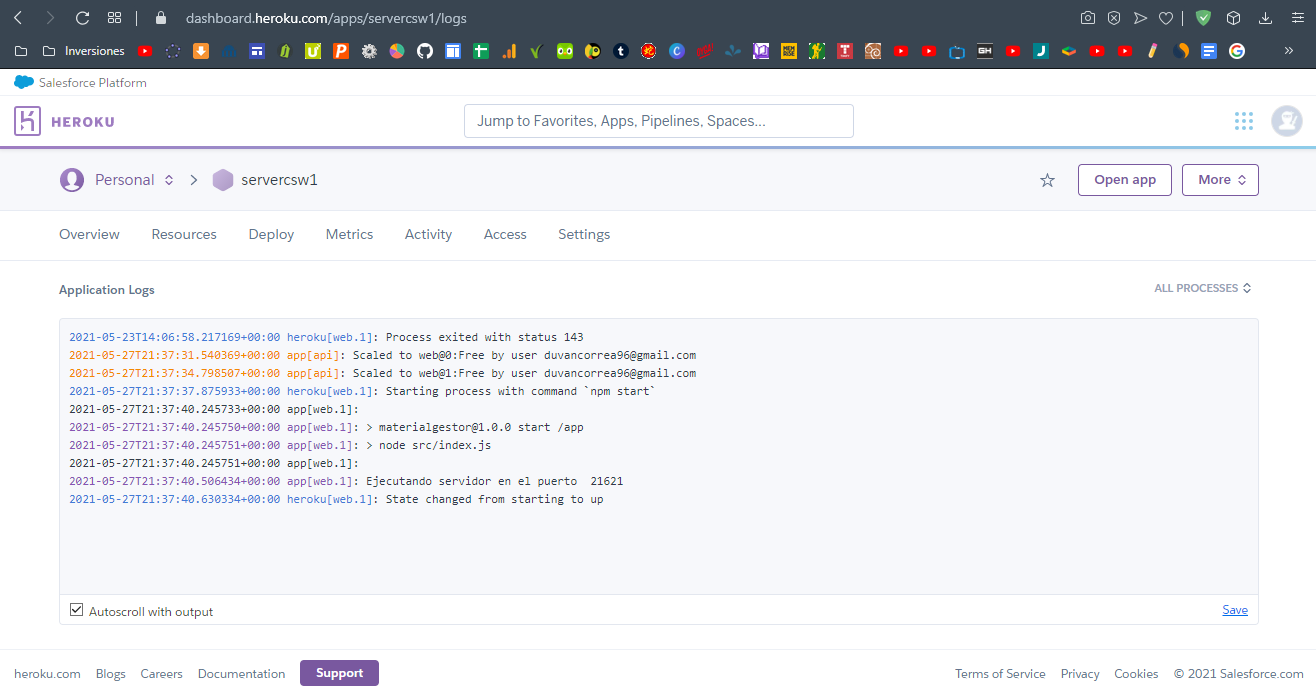 dashboard.heroku.com/apps/servercsw1/logs
Inversiones
Salesforce Platform
HEROKU
Jump to Favorites, Apps, Pipelines, Spaces...
Personal
servercsw1
Open app
More
Overview
Resources
Deploy
Metrics
Activity
Access
Settings
Application Logs
ALL PROCESSES
2021-05-23T14:06:58.217169+00:00 heroku[web.1]: Process exited with status 143
2021-05-27T21:37:31.540369+00:00 app[api]: Scaled to web@0:Free by user duvancorrea96@gmail.com
2021-05-27T21:37:34.798507+00:00 app[api]: Scaled to web@1:Free by user duvancorrea96@gmail.com
2021-05-27T21:37:37.875933+00:00 heroku[web.1]: Starting process with command `npm start`
2021-05-27T21:37:40.245733+00:00 app[web.1]:
2021-05-27T21:37:40.245750+00:00 app[web.1]: > materialgestor@1.0.0 start /app
2021-05-27T21:37:40.245751+00:00 app[web.1]: > node src/index.js
2021-05-27T21:37:40.245751+00:00 app[web.1]:
2021-05-27T21:37:40.506434+00:00 app[web.1]: Ejecutando servidor en el puerto  21621
2021-05-27T21:37:40.630334+00:00 heroku[web.1]: State changed from starting to up
Autoscroll with output
Save
heroku.com
Blogs
Careers
Documentation
Support
Terms of Service
Privacy
Cookies
© 2021 Salesforce.com